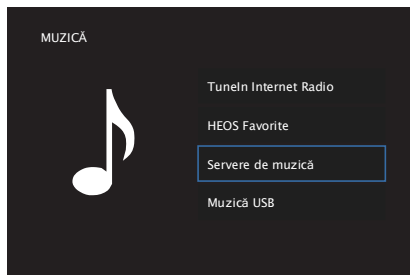 MUZICĂ
TuneIn Internet Radio
HEOS Favorite
Servere de muzică
Muzică USB